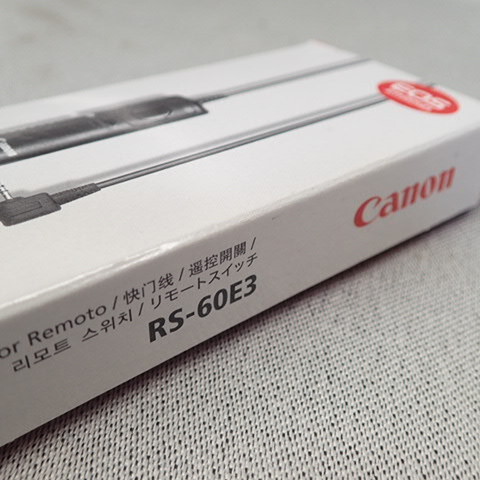 EOS
Canon
or Remoto / 快门线 / 遥控開關 /
리모트 스위치 / リモートスイッチ
RS-60E3